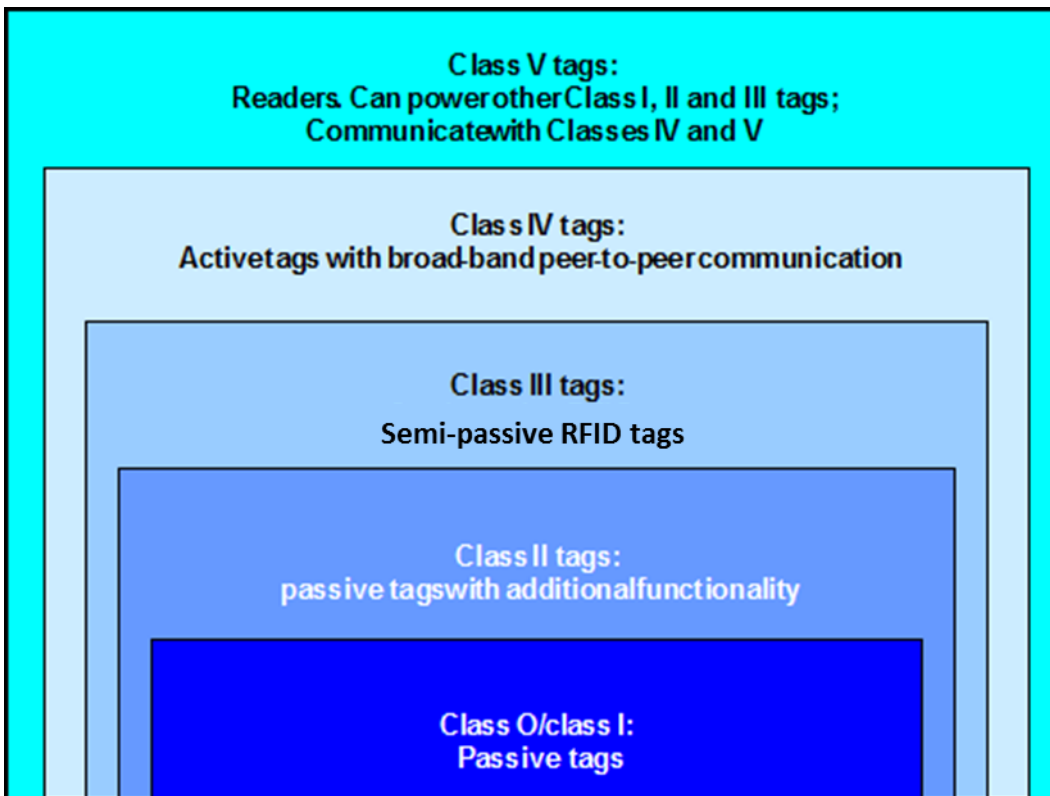 Class V tags:
Readers. Can power other Class I, II and III tags;
Communicate with Classes IV and V
Class IV tags:
Active tags with broad-band peer-to-peer communication
Class III tags:
Semi-passive RFID tags
Class II tags:
passive tags with additional functionality
Class O/class I:
Passive tags